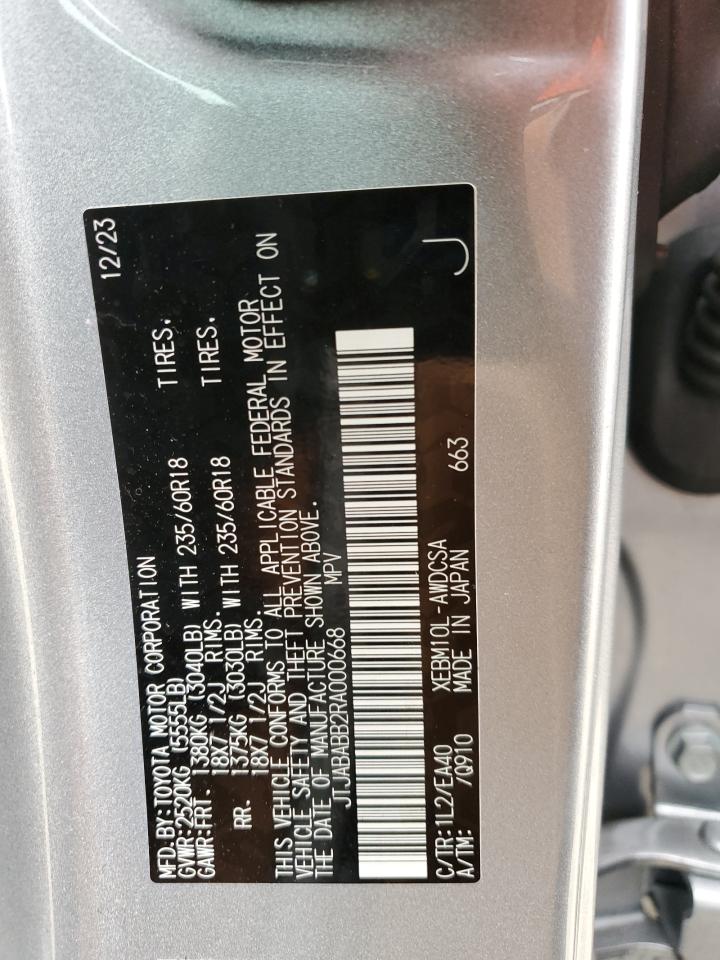 MFD.BY:TOYOTA MOTOR CORPORATION 12/23
GVWR:2520KG (5555LB)
GAWR:FRT. 1380KG (3040LB) WITH 235/60R18 TIRES.
18X7 1/2J RIMS.
RR. 1375KG (3030LB) WITH 235/60R18 TIRES.
18X7 1/2J RIMS.
THIS VEHICLE CONFORMS TO ALL APPLICABLE FEDERAL MOTOR
VEHICLE SAFETY AND THEFT PREVENTION STANDARDS IN EFFECT ON
THE DATE OF MANUFACTURE SHOWN ABOVE.
JTJABABB2RA000668 MPV
C/TR:1L2/EA40 XEBM10L-AWDCSA 663
A/TM: /Q910 MADE IN JAPAN
J